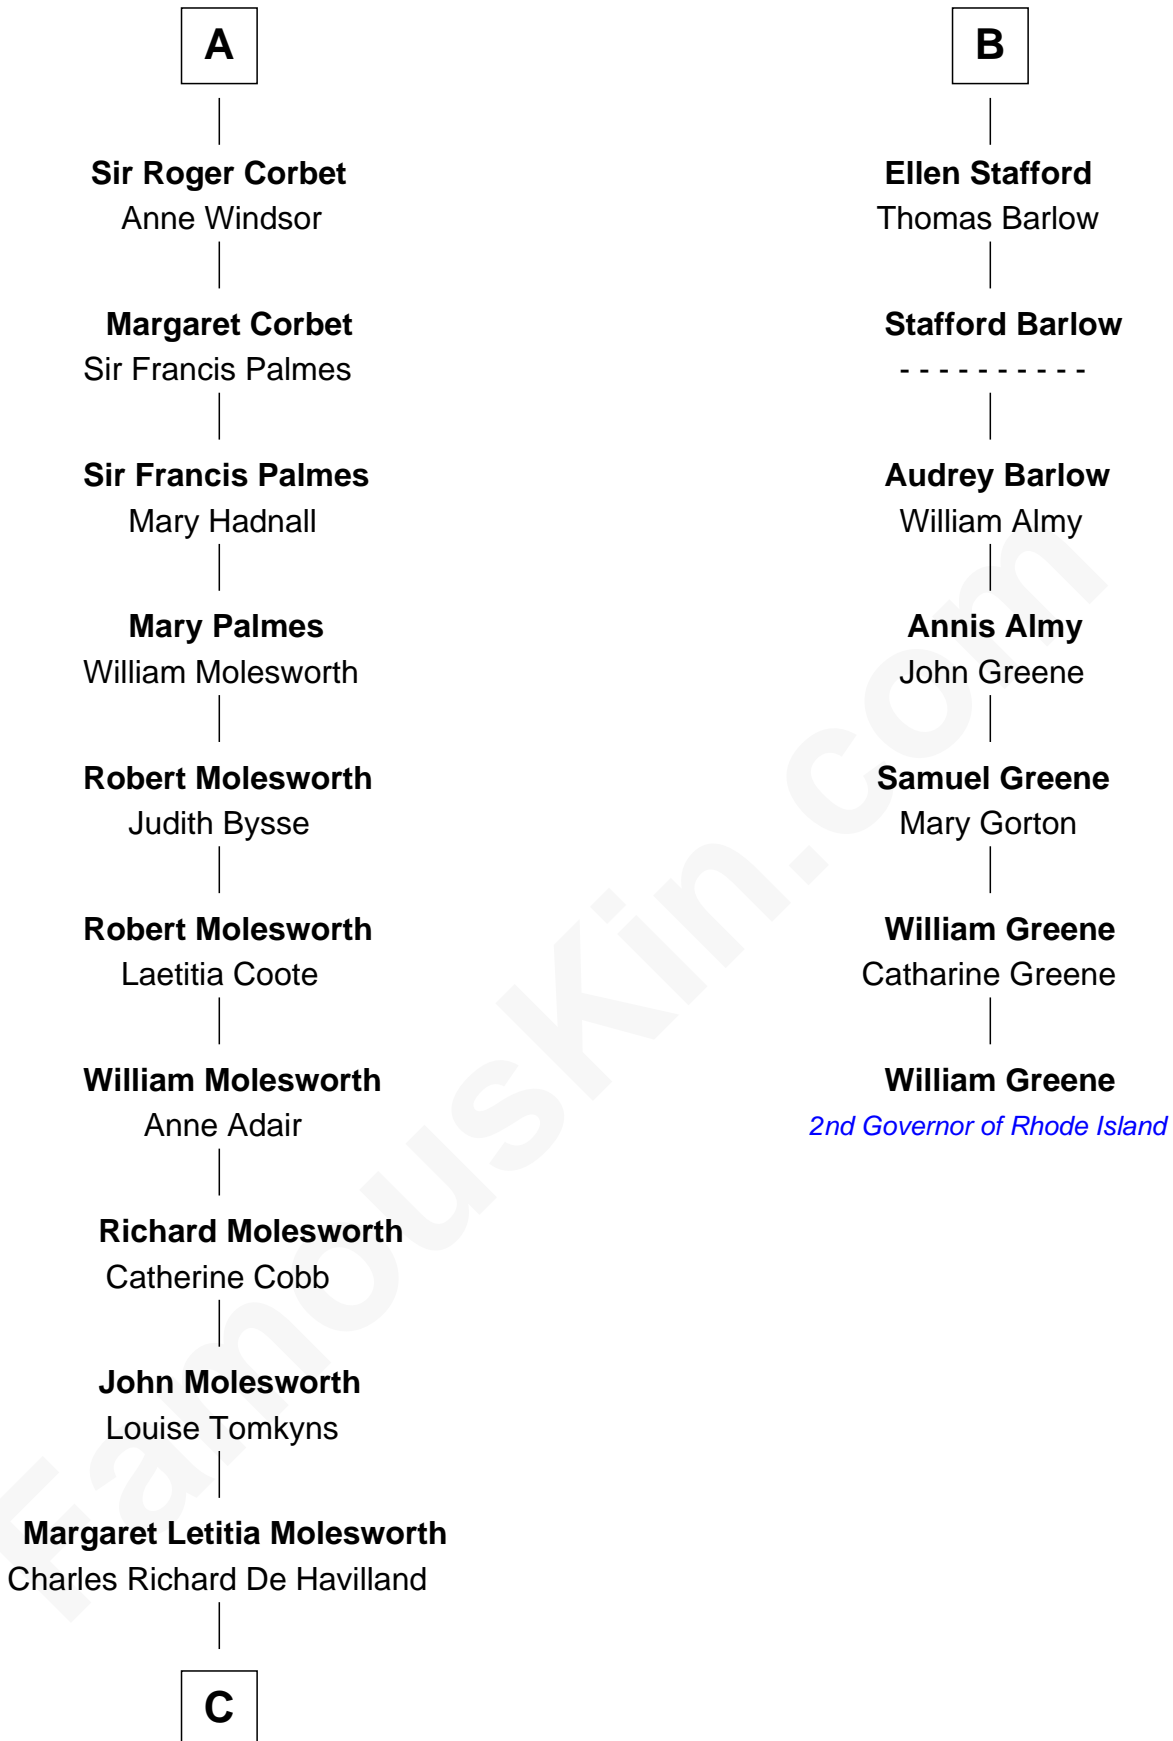 A
Sir Roger Corbet
Anne Windsor
Margaret Corbet
Sir Francis Palmes
Sir Francis Palmes
Mary Hadnall
Mary Palmes
William Molesworth
Robert Molesworth
Judith Bysse
Robert Molesworth
Laetitia Coote
William Molesworth
Anne Adair
Richard Molesworth
Catherine Cobb
John Molesworth
Louise Tomkyns
Margaret Letitia Molesworth
Charles Richard De Havilland
C
B
Ellen Stafford
Thomas Barlow
Stafford Barlow
- - - - - - - - - -
Audrey Barlow
William Almy
Annis Almy
John Greene
Samuel Greene
Mary Gorton
William Greene
Catharine Greene
William Greene
2nd Governor of Rhode Island
FamousKin.com